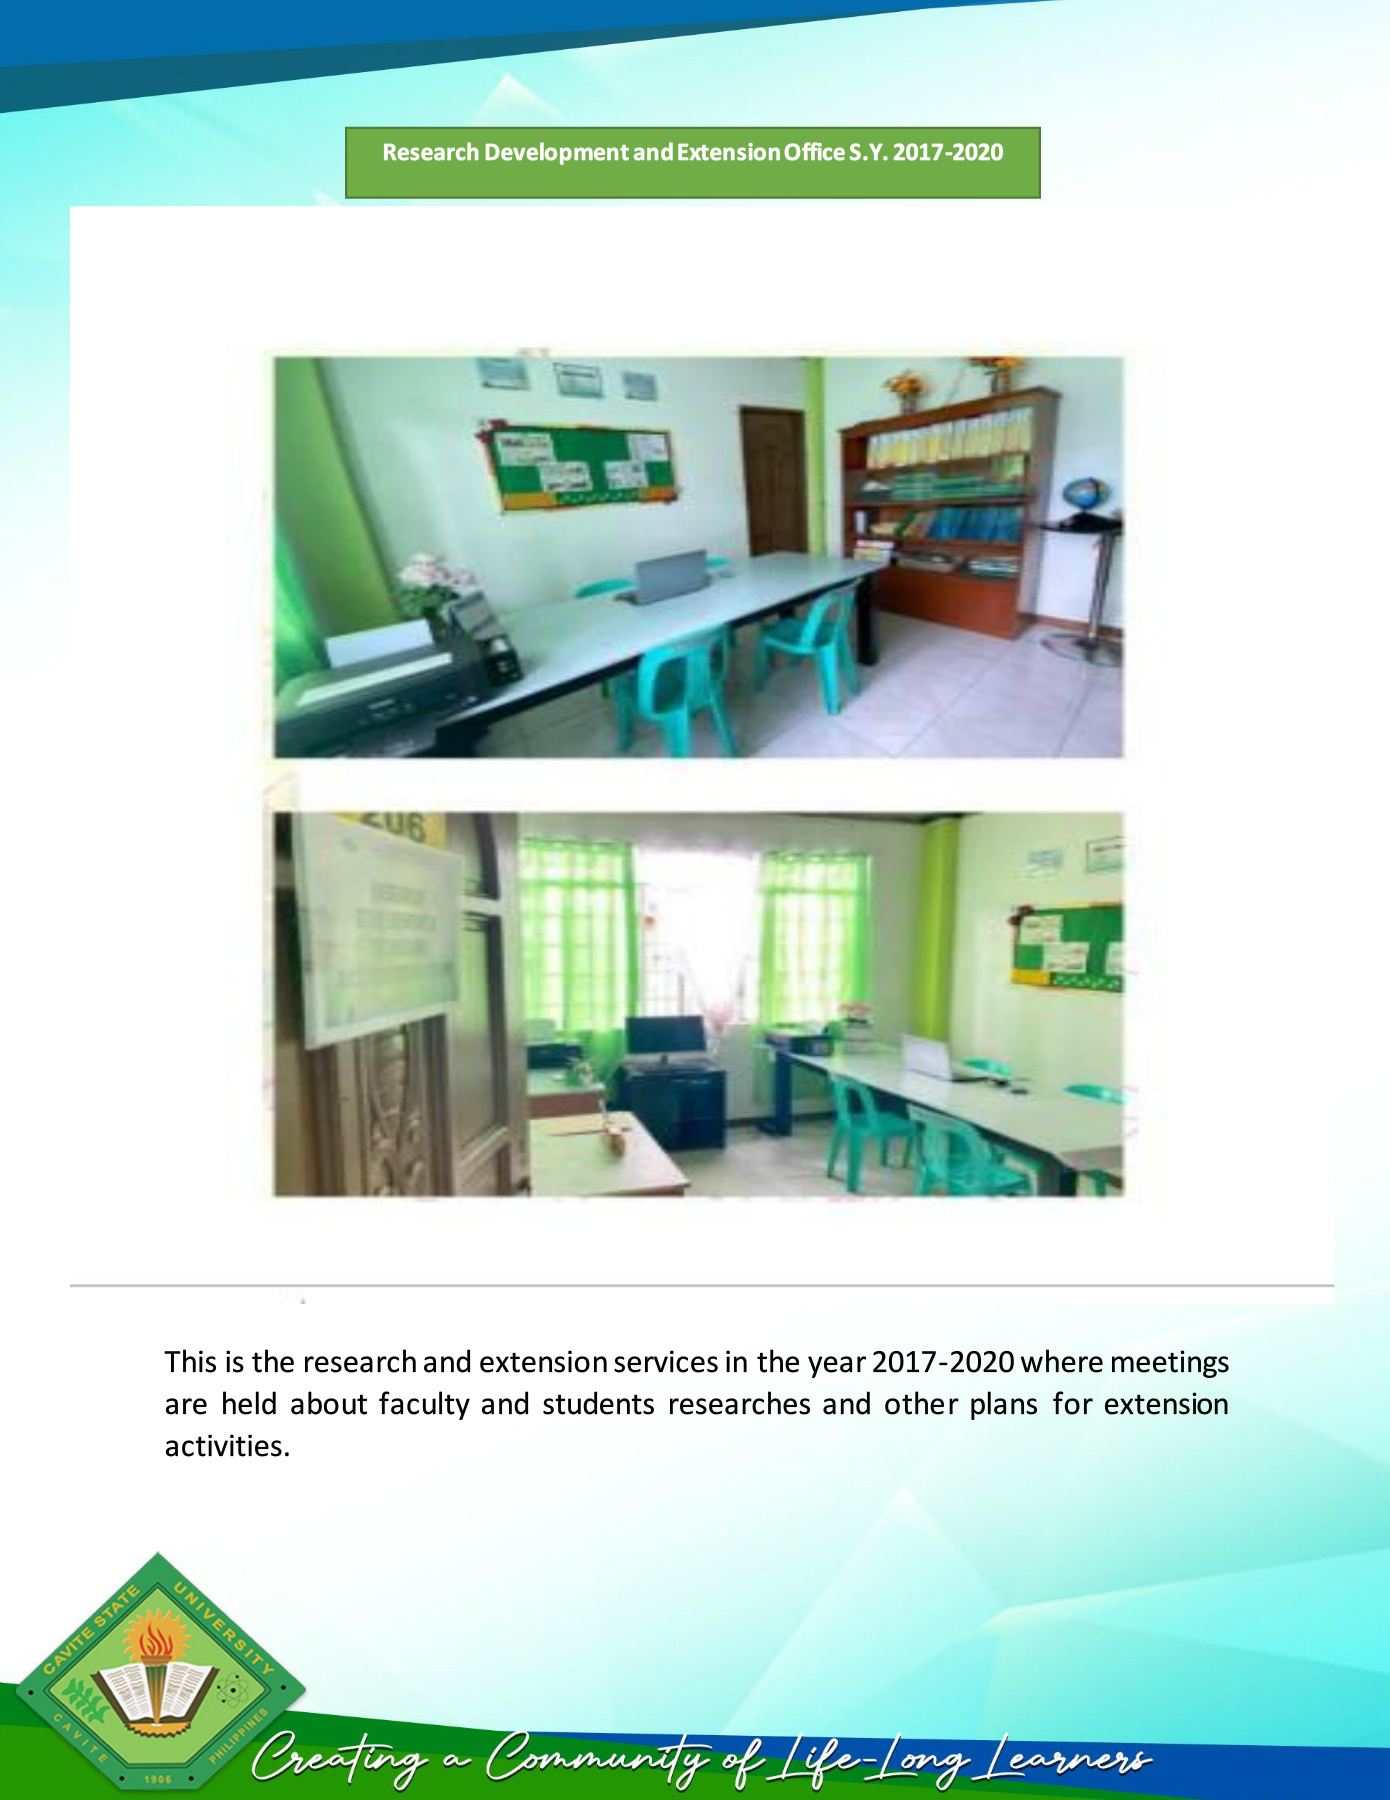 Research Development and Extension Office S.Y. 2017-2020
206
This is the research and extension services in the year 2017-2020 where meetings
are held about faculty and students researches and other plans for extension
activities.
CAVITE STATE UNIVERSITY
CAVITE PHILIPPINES
1906
Creating a Community of Life-Long Learners